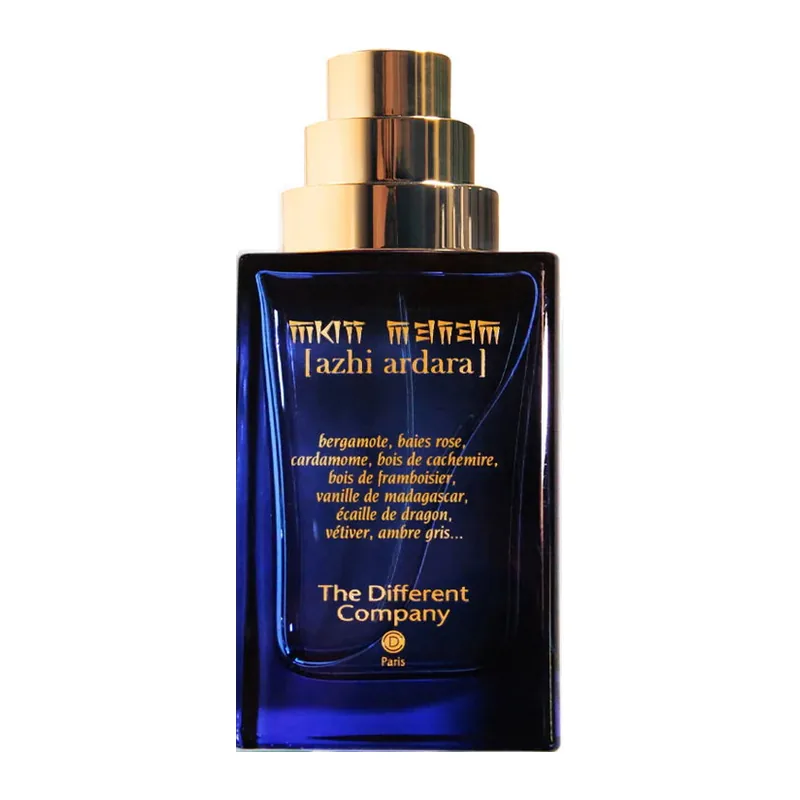 [azhi ardara]
bergamote, baies rose,
cardamome, bois de cachemire,
bois de framboisier,
vanille de madagascar,
écaille de dragon,
vétiver, ambre gris...
The Different
Company
D
Paris